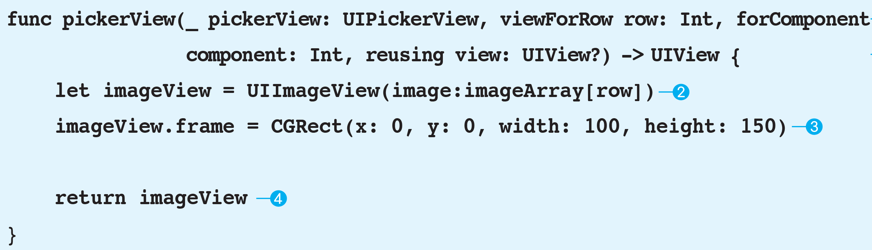 func pickerView(_ pickerView: UIPickerView, viewForRow row: Int, forComponent
component: Int, reusing view: UIView?) -> UIView {
let imageView = UIImageView(image:imageArray[row]) 2
imageView.frame = CGRect(x: 0, y: 0, width: 100, height: 150) 3
return imageView 4
}